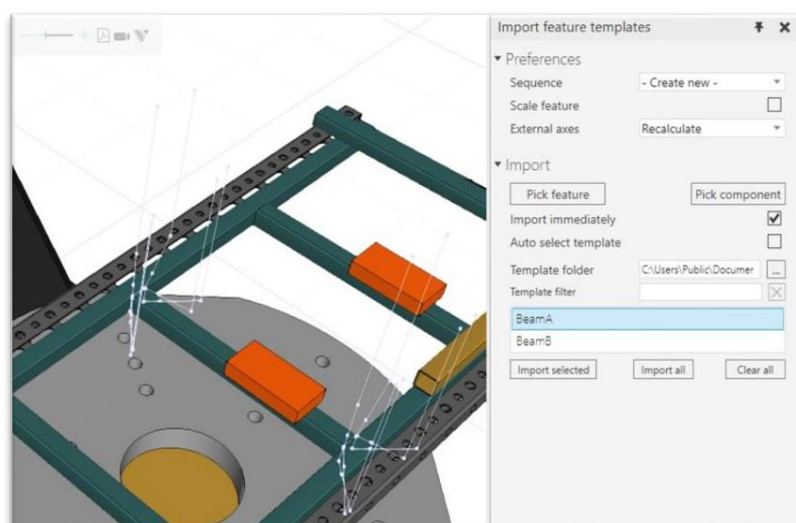 Import feature templates
Preferences
Sequence - Create new -
Scale feature
External axes Recalculate
Import
Pick feature Pick component
Import immediately
Auto select template
Template folder C:\Users\Public\Documer ...
Template filter
BeamA
BeamB
Import selected Import all Clear all